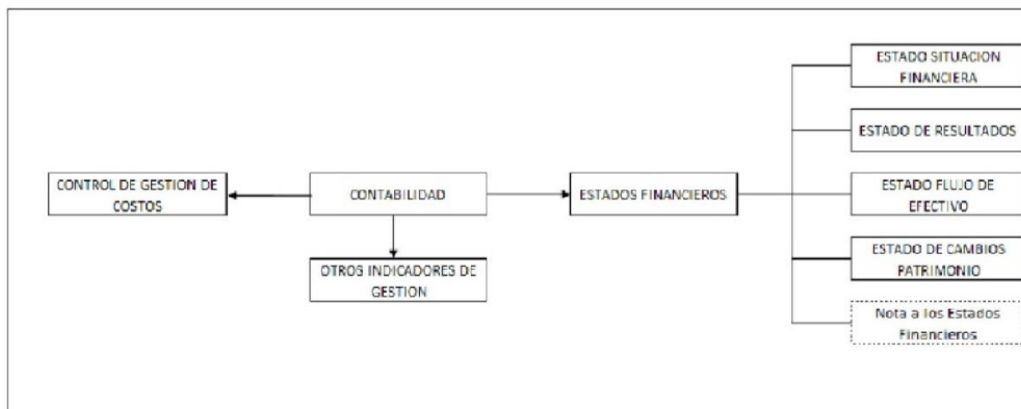 CONTROL DE GESTION DE
COSTOS
CONTABILIDAD
OTROS INDICADORES DE
GESTION
ESTADOS FINANCIEROS
ESTADO SITUACION
FINANCIERA
ESTADO DE RESULTADOS
ESTADO FLUJO DE
EFECTIVO
ESTADO DE CAMBIOS
PATRIMONIO
Nota a los Estados
Financieros